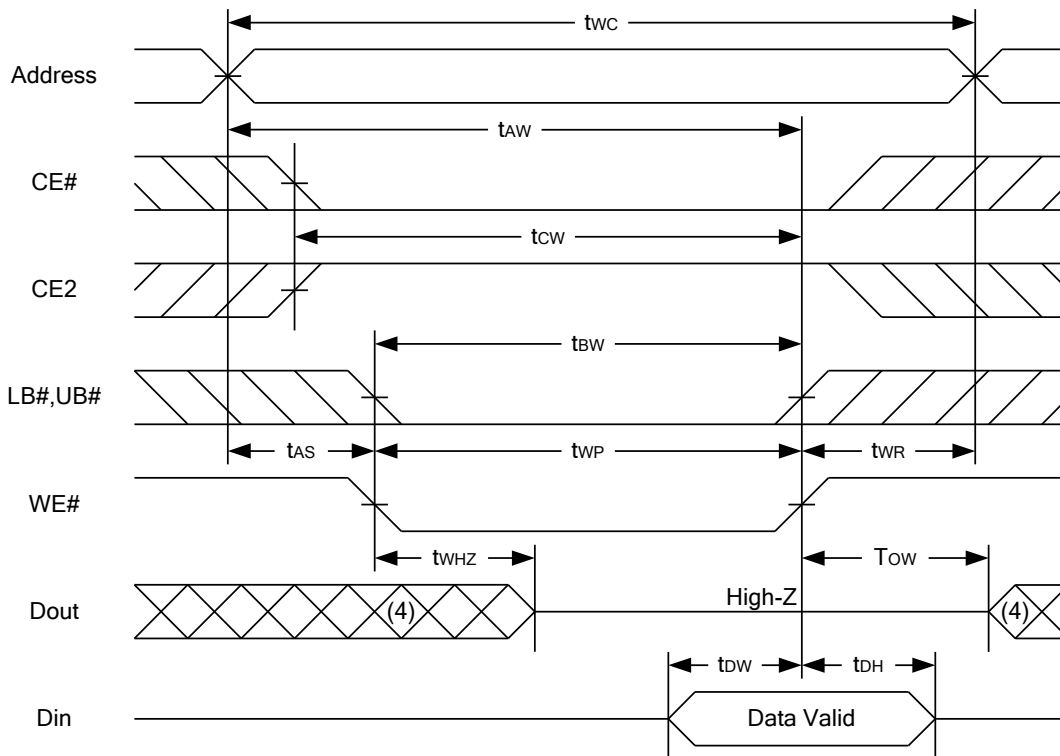 tWC
Address
tAW
CE#
tCW
CE2
tBW
LB#,UB#
tAS
tWP
tWR
WE#
tWHZ
TOW
Dout
(4)
High-Z
(4)
tDW
tDH
Din
Data Valid